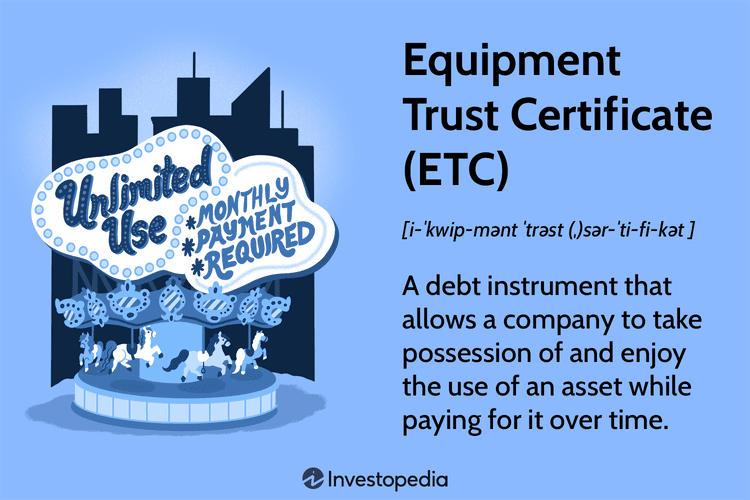 Unlimited
Use
*MONTHLY
*PAYMENT
*REQUIRED
Equipment
Trust Certificate
(ETC)
[i-ˈkwip-mənt ˈtrəst (ˌ)sər-ˈti-fi-kət ]
A debt instrument that
allows a company to take
possession of and enjoy
the use of an asset while
paying for it over time.
Investopedia